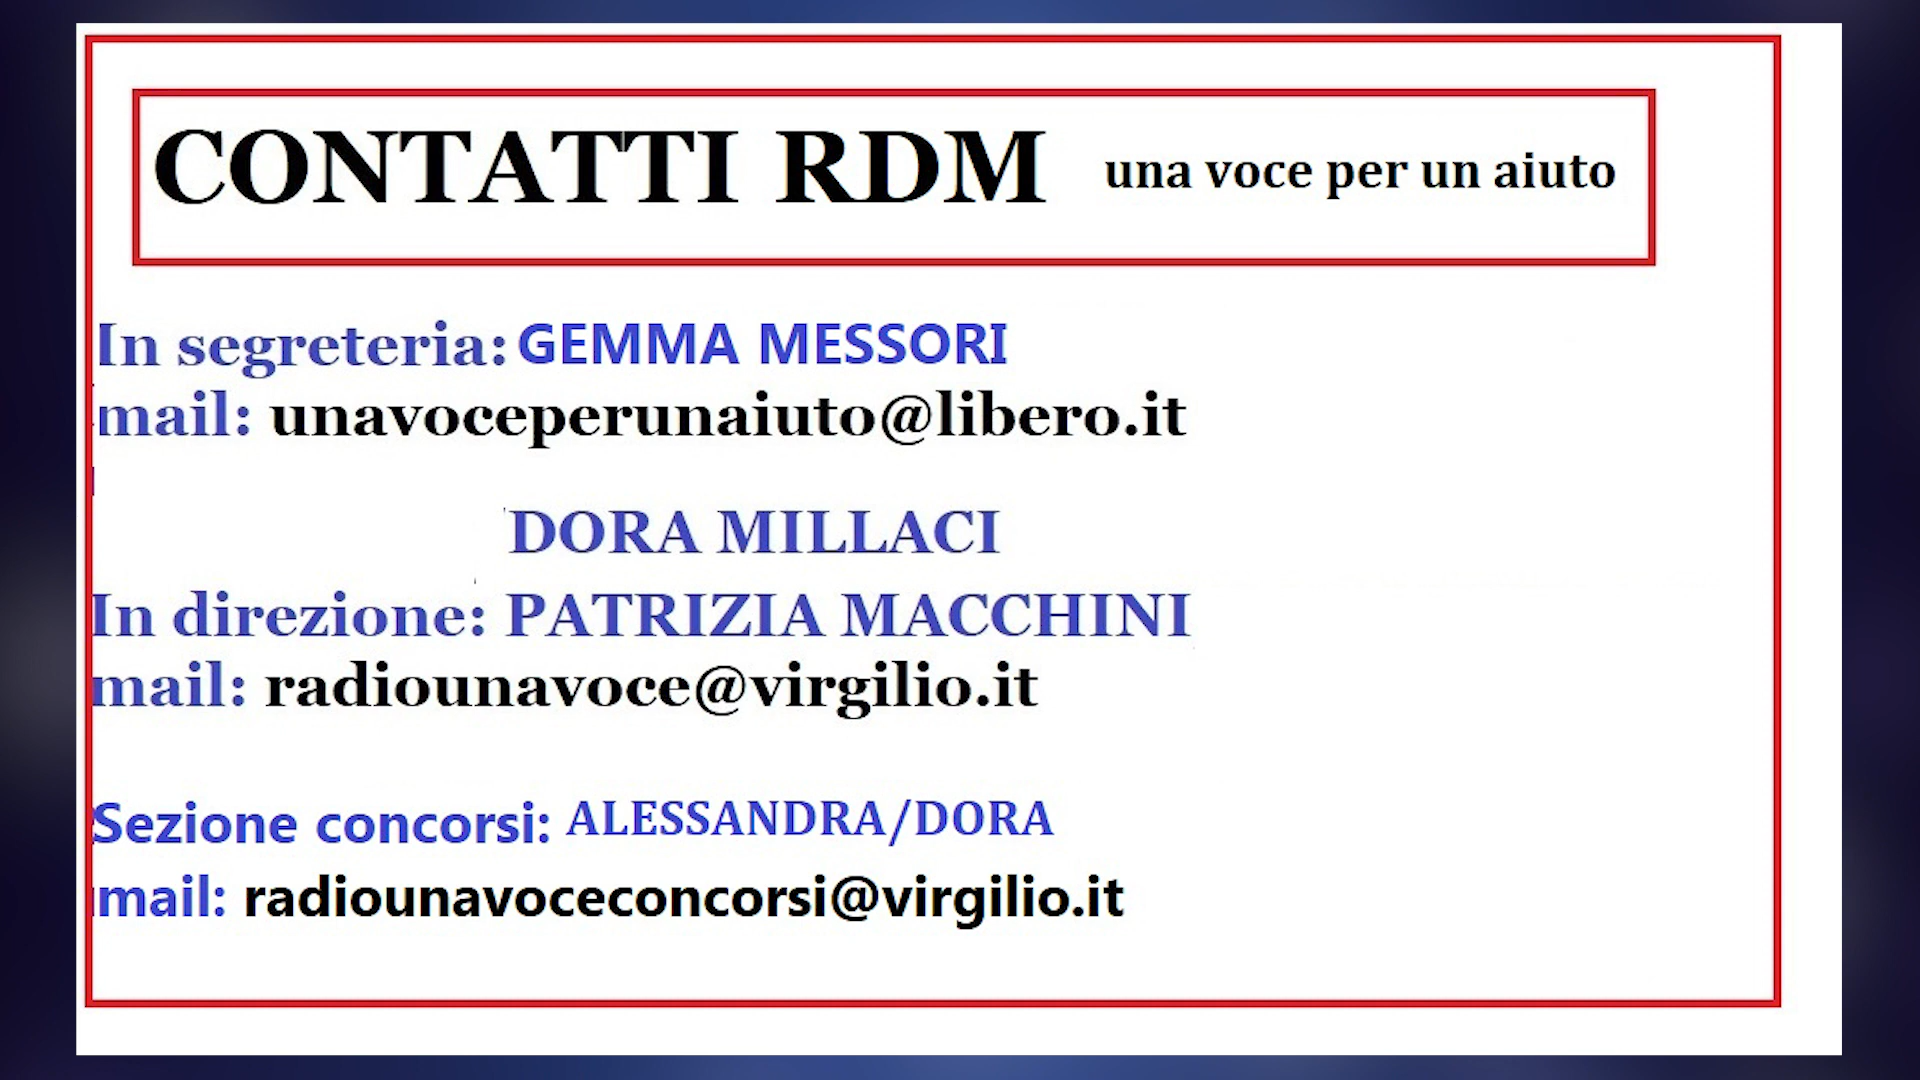 CONTATTI RDM una voce per un aiuto
In segreteria: GEMMA MESSORI
mail: unavoceperunaiuto@libero.it
DORA MILLACI
In direzione: PATRIZIA MACCHINI
mail: radiounavoce@virgilio.it
Sezione concorsi: ALESSANDRA/DORA
mail: radiounavoceconcorsi@virgilio.it